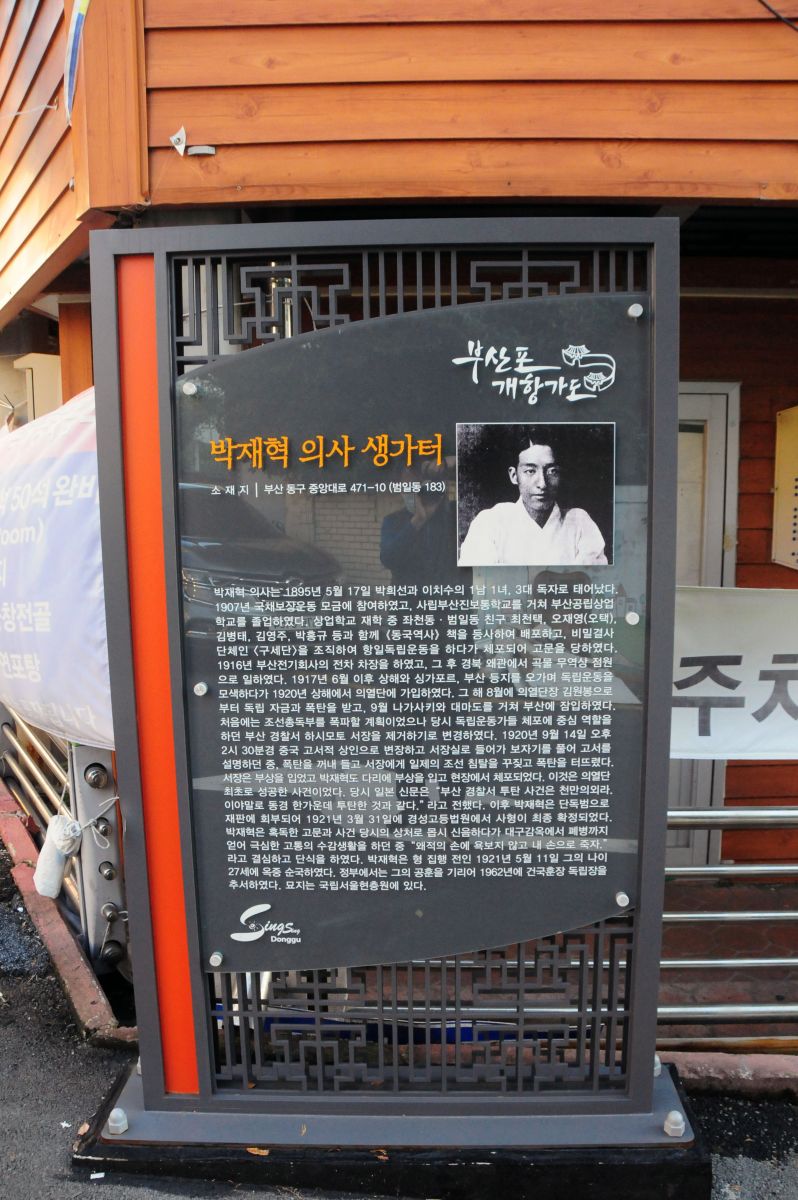 부산포
개항가도
박재혁 의사 생가터
소 재 지 | 부산 동구 중앙대로 471-10 (범일동 183)
박재혁 의사는 1895년 5월 17일 박희선과 이치수의 1남 1녀, 3대 독자로 태어났다.
1907년 국채보상운동 모금에 참여하였고, 사립부산진보통학교를 거쳐 부산공립상업
학교를 졸업하였다. 상업학교 재학 중 좌천동 · 범일동 친구 최천택, 오재영(오택),
김병태, 김영주, 박흥규 등과 함께 《동국역사》 책을 등사하여 배포하고, 비밀결사
단체인 〈구세단〉을 조직하여 항일독립운동을 하다가 체포되어 고문을 당하였다.
1916년 부산전기회사의 전차 차장을 하였고, 그 후 경북 왜관에서 곡물 무역상 점원
으로 일하였다. 1917년 6월 이후 상해와 싱가포르, 부산 등지를 오가며 독립운동을
모색하다가 1920년 상해에서 의열단에 가입하였다. 그 해 8월에 의열단장 김원봉으로
부터 독립 자금과 폭탄을 받고, 9월 나가사키와 대마도를 거쳐 부산에 잠입하였다.
처음에는 조선총독부를 폭파할 계획이었으나 당시 독립운동가들 체포에 중심 역할을
하던 부산 경찰서 하시모토 서장을 제거하기로 변경하였다. 1920년 9월 14일 오후
2시 30분경 중국 고서적 상인으로 변장하고 서장실로 들어가 보자기를 풀어 고서를
설명하던 중, 폭탄을 꺼내 들고 서장에게 일제의 조선 침탈을 꾸짖고 폭탄을 터뜨렸다.
서장은 부상을 입었고 박재혁도 다리에 부상을 입고 현장에서 체포되었다. 이것은 의열단
최초로 성공한 사건이었다. 당시 일본 신문은 “부산 경찰서 투탄 사건은 천만의외라.
이야말로 동경 한가운데 투탄한 것과 같다.”라고 전했다. 이후 박재혁은 단독범으로
재판에 회부되어 1921년 3월 31일에 경성고등법원에서 사형이 최종 확정되었다.
박재혁은 혹독한 고문과 사건 당시의 상처로 몹시 신음하다가 대구감옥에서 폐병까지
얻어 극심한 고통의 수감생활을 하던 중 “왜적의 손에 욕보지 않고 내 손으로 죽자.”
라고 결심하고 단식을 하였다. 박재혁은 형 집행 전인 1921년 5월 11일 그의 나이
27세에 옥중 순국하였다. 정부에서는 그의 공훈을 기리어 1962년에 건국훈장 독립장을
추서하였다. 묘지는 국립서울현충원에 있다.
Sings
Donggu
50석 완비
room)
지
창전골
연포탕
주차